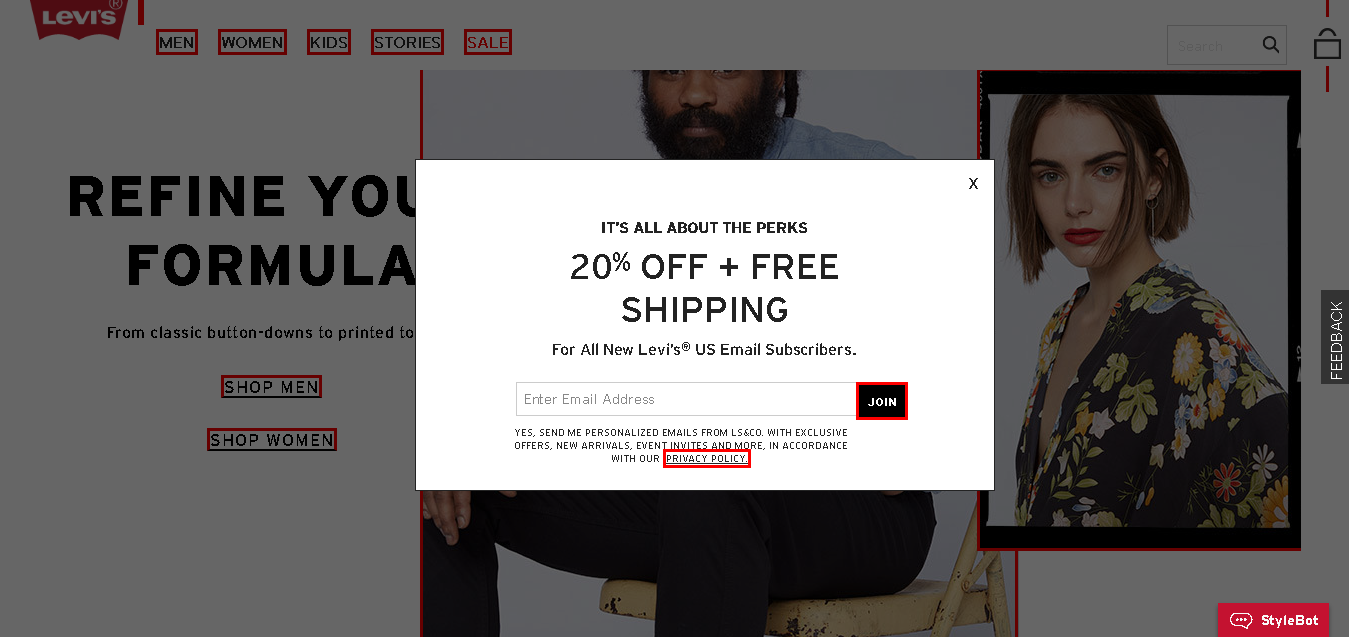 Levi's®
MEN WOMEN KIDS STORIES SALE
Search
REFINE YOU
FORMULA
From classic button-downs to printed to
SHOP MEN
SHOP WOMEN
X
IT'S ALL ABOUT THE PERKS
20% OFF + FREE
SHIPPING
For All New Levi's® US Email Subscribers.
Enter Email Address
JOIN
YES, SEND ME PERSONALIZED EMAILS FROM LS&CO. WITH EXCLUSIVE
OFFERS, NEW ARRIVALS, EVENT INVITES AND MORE, IN ACCORDANCE
WITH OUR PRIVACY POLICY.
FEEDBACK
StyleBot